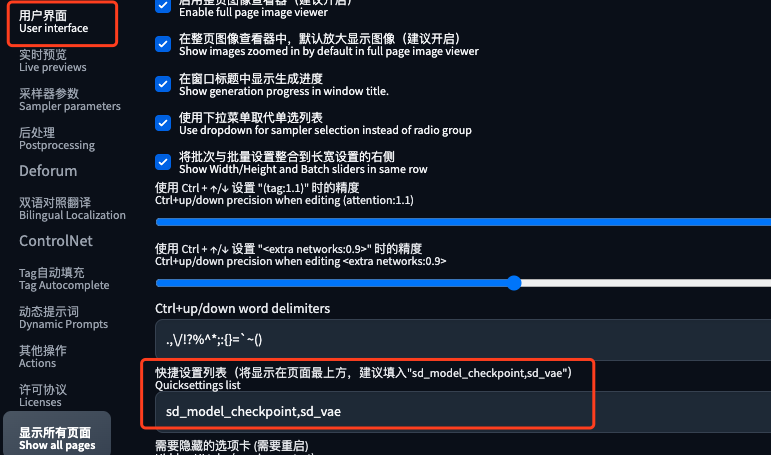 用户界面
User interface
实时预览
Live previews
采样器参数
Sampler parameters
后处理
Postprocessing
Deforum
双语对照翻译
Bilingual Localization
ControlNet
Tag自动填充
Tag Autocomplete
动态提示词
Dynamic Prompts
其他操作
Actions
许可协议
Licenses
显示所有页面
Show all pages
启用整页图像查看器（建议开启）
Enable full page image viewer
在整页图像查看器中，默认放大显示图像（建议开启）
Show images zoomed in by default in full page image viewer
在窗口标题中显示生成进度
Show generation progress in window title.
使用下拉菜单取代单选列表
Use dropdown for sampler selection instead of radio group
将批次与批量设置整合到长宽设置的右侧
Show Width/Height and Batch sliders in same row
使用 Ctrl + ↑/↓ 设置 "(tag:1.1)" 时的精度
Ctrl+up/down precision when editing (attention:1.1)
使用 Ctrl + ↑/↓ 设置 "<extra networks:0.9>" 时的精度
Ctrl+up/down precision when editing <extra networks:0.9>
Ctrl+up/down word delimiters
.,\/!?%^*;:{}=`~()
快捷设置列表（将显示在页面最上方，建议填入"sd_model_checkpoint,sd_vae"）
Quicksettings list
sd_model_checkpoint,sd_vae
需要隐藏的选项卡 (需要重启)